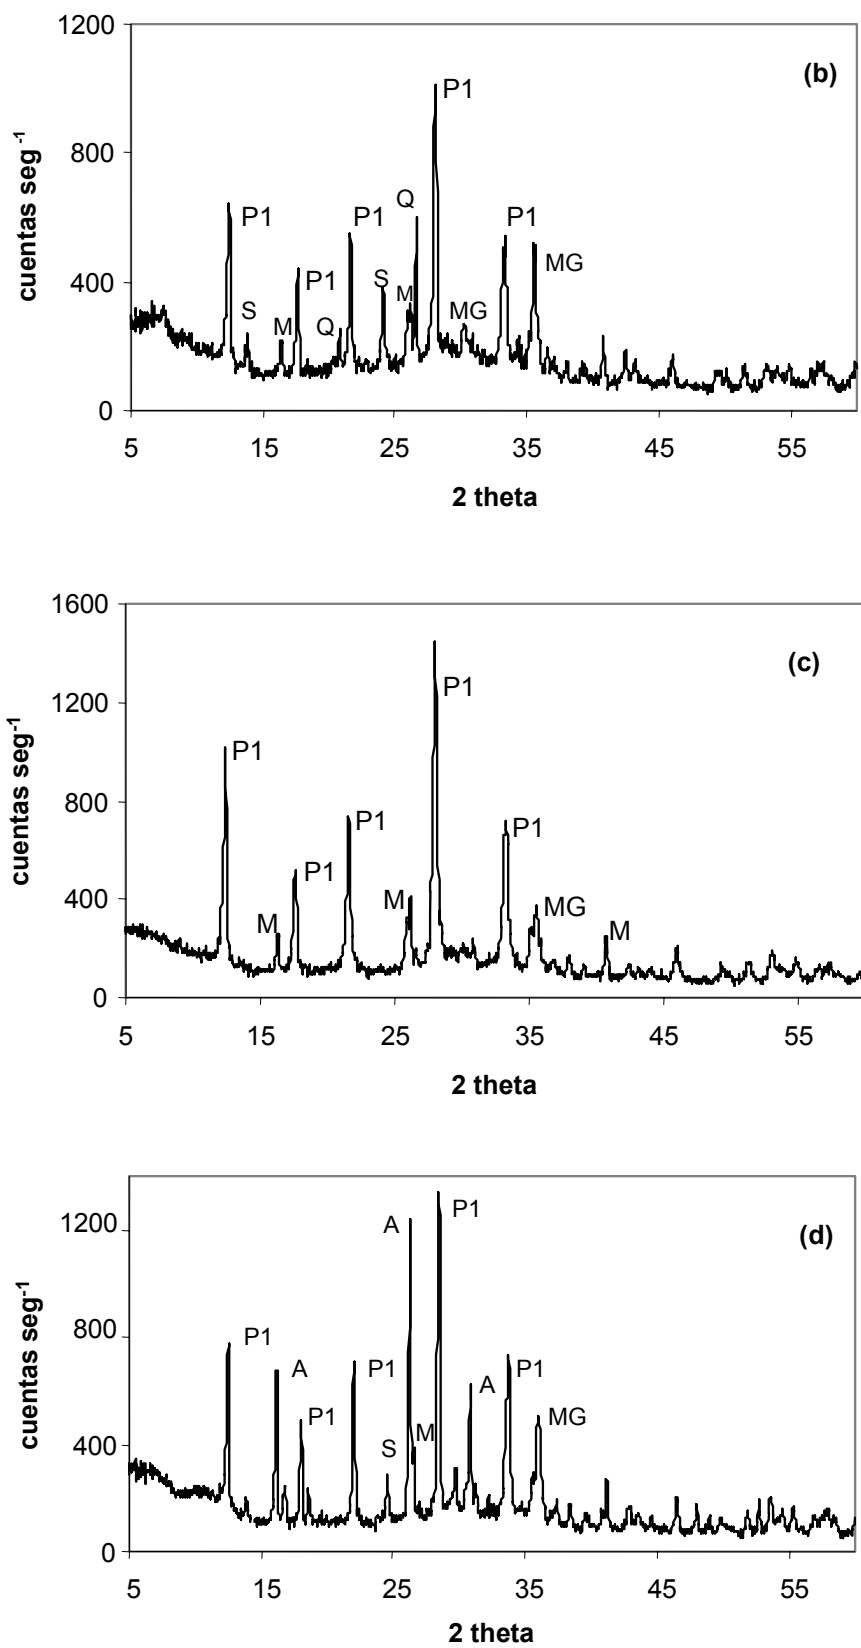 1200
(b)
P1
800
Q
P1
P1
P1
MG
P1
S
400
S
M
MG
M
Q
0
5 15 25 35 45 55
2 theta
cuentas seg-1
1600
(c)
1200
P1
P1
800
P1
P1
P1
400
M
MG
M
M
0
5 15 25 35 45 55
2 theta
cuentas seg-1
1200
A
P1
(d)
800
P1
A
P1
P1
A
P1
MG
M
400
S
0
5 15 25 35 45 55
2 theta
cuentas seg-1